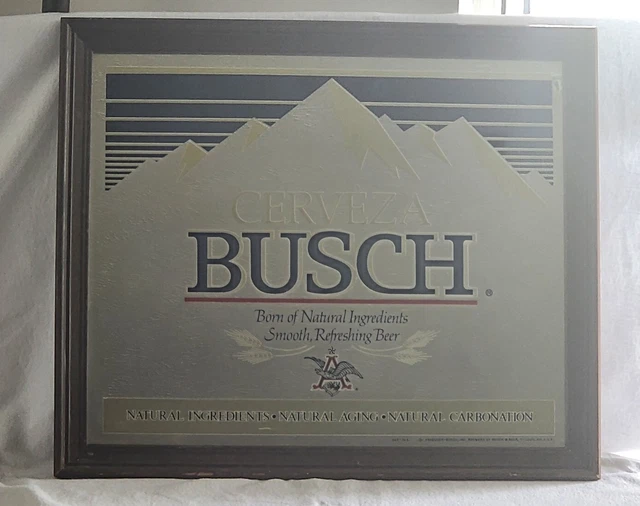 CERVEZA
BUSCH®
Born of Natural Ingredients
Smooth, Refreshing Beer
A
NATURAL INGREDIENTS • NATURAL AGING • NATURAL CARBONATION